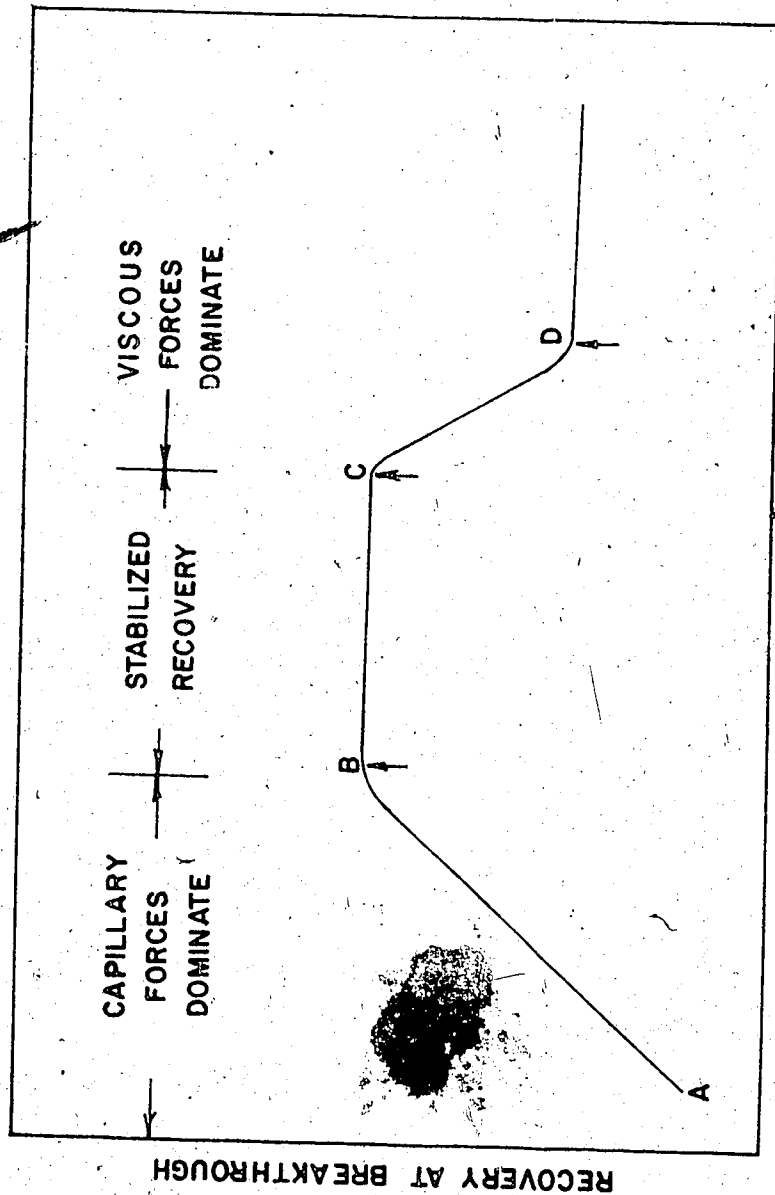 CAPILLARY
FORCES
DOMINATE
STABILIZED
RECOVERY
VISCOUS
FORCES
DOMINATE
B
C
D
A
RECOVERY AT BREAKTHROUGH